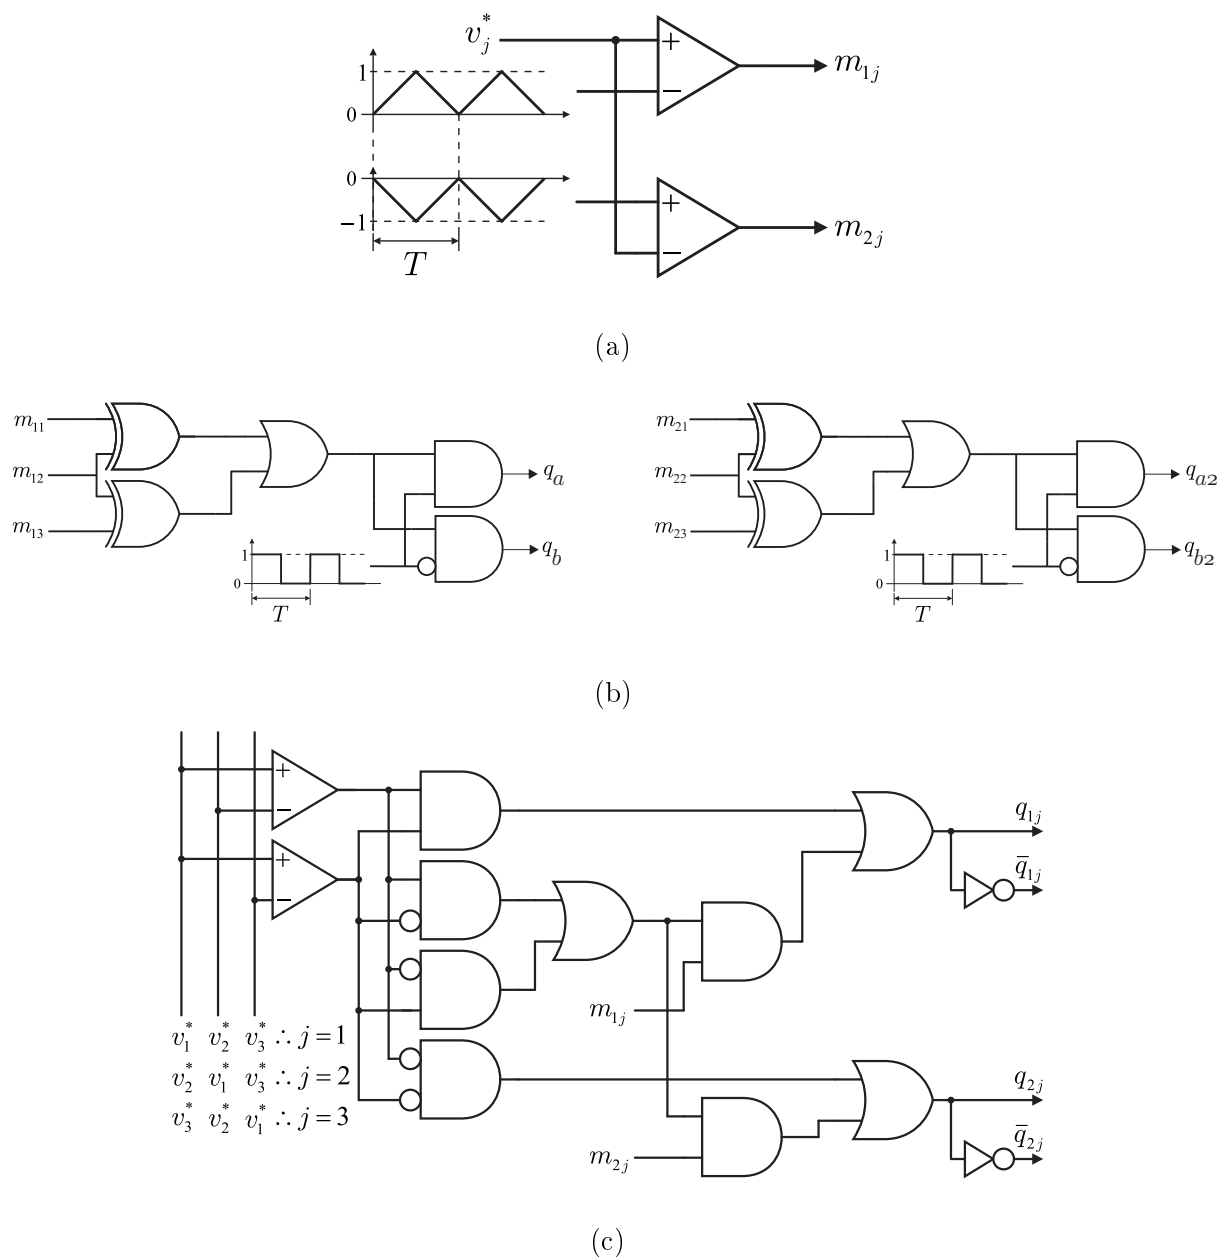 v*j
+
m1j
1
−
0
0
+
−1
m2j
−
T
(a)
m11
m21
m12
qa
m22
qa2
m13
m23
1
qb
1
qb2
0
0
T
T
(b)
+
−
q1j
+
q̄1j
−
m1j
v*1 v*2 v*3 ∴ j = 1
v*2 v*1 v*3 ∴ j = 2
q2j
v*3 v*2 v*1 ∴ j = 3
q̄2j
m2j
(c)